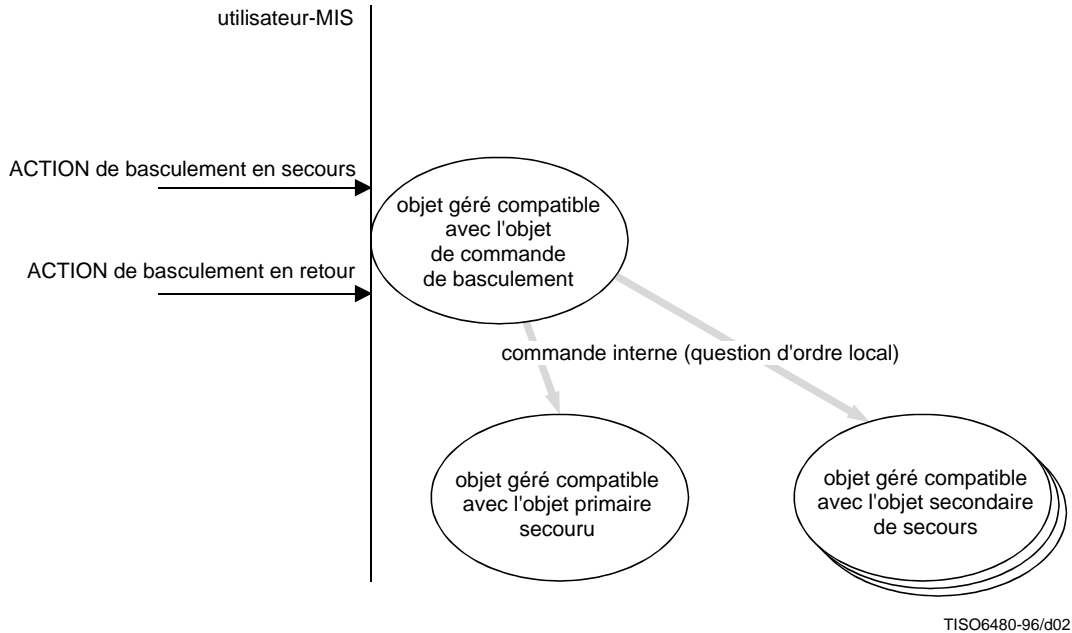 utilisateur-MIS
ACTION de basculement en secours
ACTION de basculement en retour
objet géré compatible
avec l'objet
de commande
de basculement
commande interne (question d'ordre local)
objet géré compatible
avec l'objet primaire
secouru
objet géré compatible
avec l'objet secondaire
de secours
TISO6480-96/d02